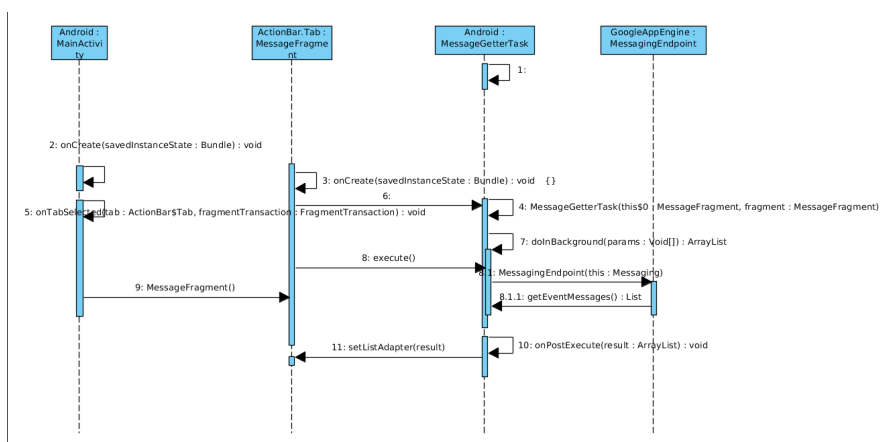 Android :
MainActivi
ty
ActionBar.Tab :
MessageFragme
nt
Android :
MessageGetterTask
GoogleAppEngine :
MessagingEndpoint
1:
2: onCreate(savedInstanceState : Bundle) : void
3: onCreate(savedInstanceState : Bundle) : void {}
6:
4: MessageGetterTask(this$0 : MessageFragment, fragment : MessageFragment)
5: onTabSelected(tab : ActionBar$Tab, fragmentTransaction : FragmentTransaction) : void
7: doInBackground(params : Void[]) : ArrayList
8: execute()
8.1: MessagingEndpoint(this : Messaging)
9: MessageFragment()
8.1.1: getEventMessages() : List
11: setListAdapter(result)
10: onPostExecute(result : ArrayList) : void